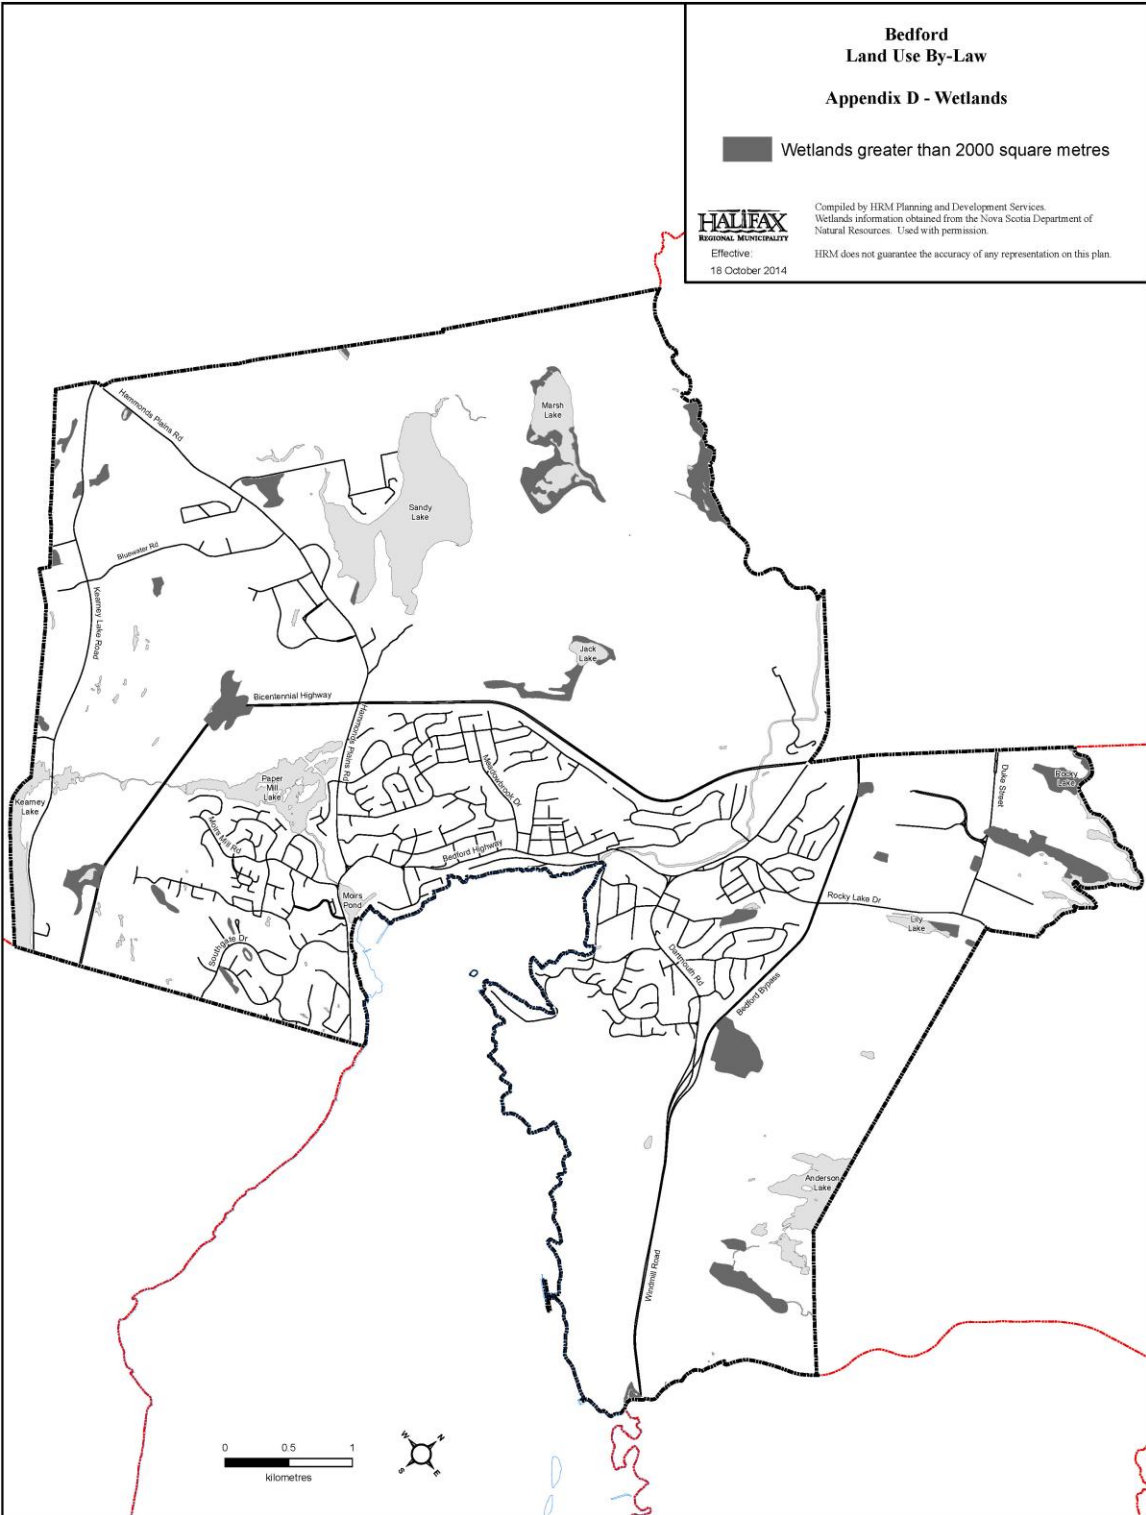 Bedford
Land Use By-Law
Appendix D - Wetlands
Wetlands greater than 2000 square metres
HALIFAX
REGIONAL MUNICIPALITY
Effective:
18 October 2014
Compiled by HRM Planning and Development Services.
Wetlands information obtained from the Nova Scotia Department of
Natural Resources. Used with permission.
HRM does not guarantee the accuracy of any representation on this plan.
Hammonds Plains Rd
Marsh
Lake
Sandy
Lake
Bluewater Rd
Kearney Lake Road
Jack
Lake
Bicentennial Highway
Hammonds Plains Rd
Meadowbrook Dr
Paper
Mill
Lake
Kearney
Lake
Moirs Mill Rd
Bedford Highway
Duke Street
Rocky
Lake
Moirs
Pond
Rocky Lake Dr
Lily
Lake
Southgate Dr
Dartmouth Rd
Bedford Bypass
Anderson
Lake
Windmill Road
0 0.5 1
kilometres
W N
S E